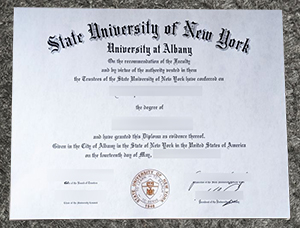 State University of New York
University at Albany
On the recommendation of the Faculty
and by virtue of the authority vested in them
the Trustees of the State University of New York have conferred on
the degree of
and have granted this Diploma as evidence thereof.
Given in the City of Albany in the State of New York in the United States of America
on the fourteenth day of May,